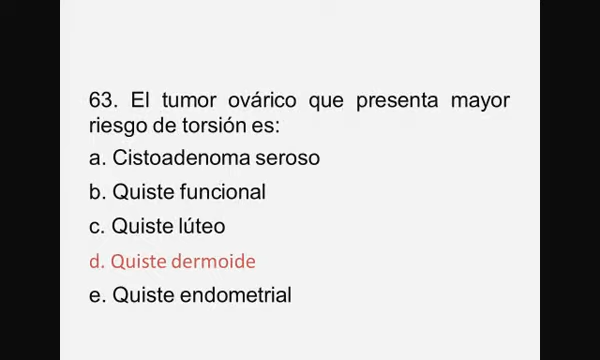 63. El tumor ovárico que presenta mayor
riesgo de torsión es:
a. Cistoadenoma seroso
b. Quiste funcional
c. Quiste lúteo
d. Quiste dermoide
e. Quiste endometrial